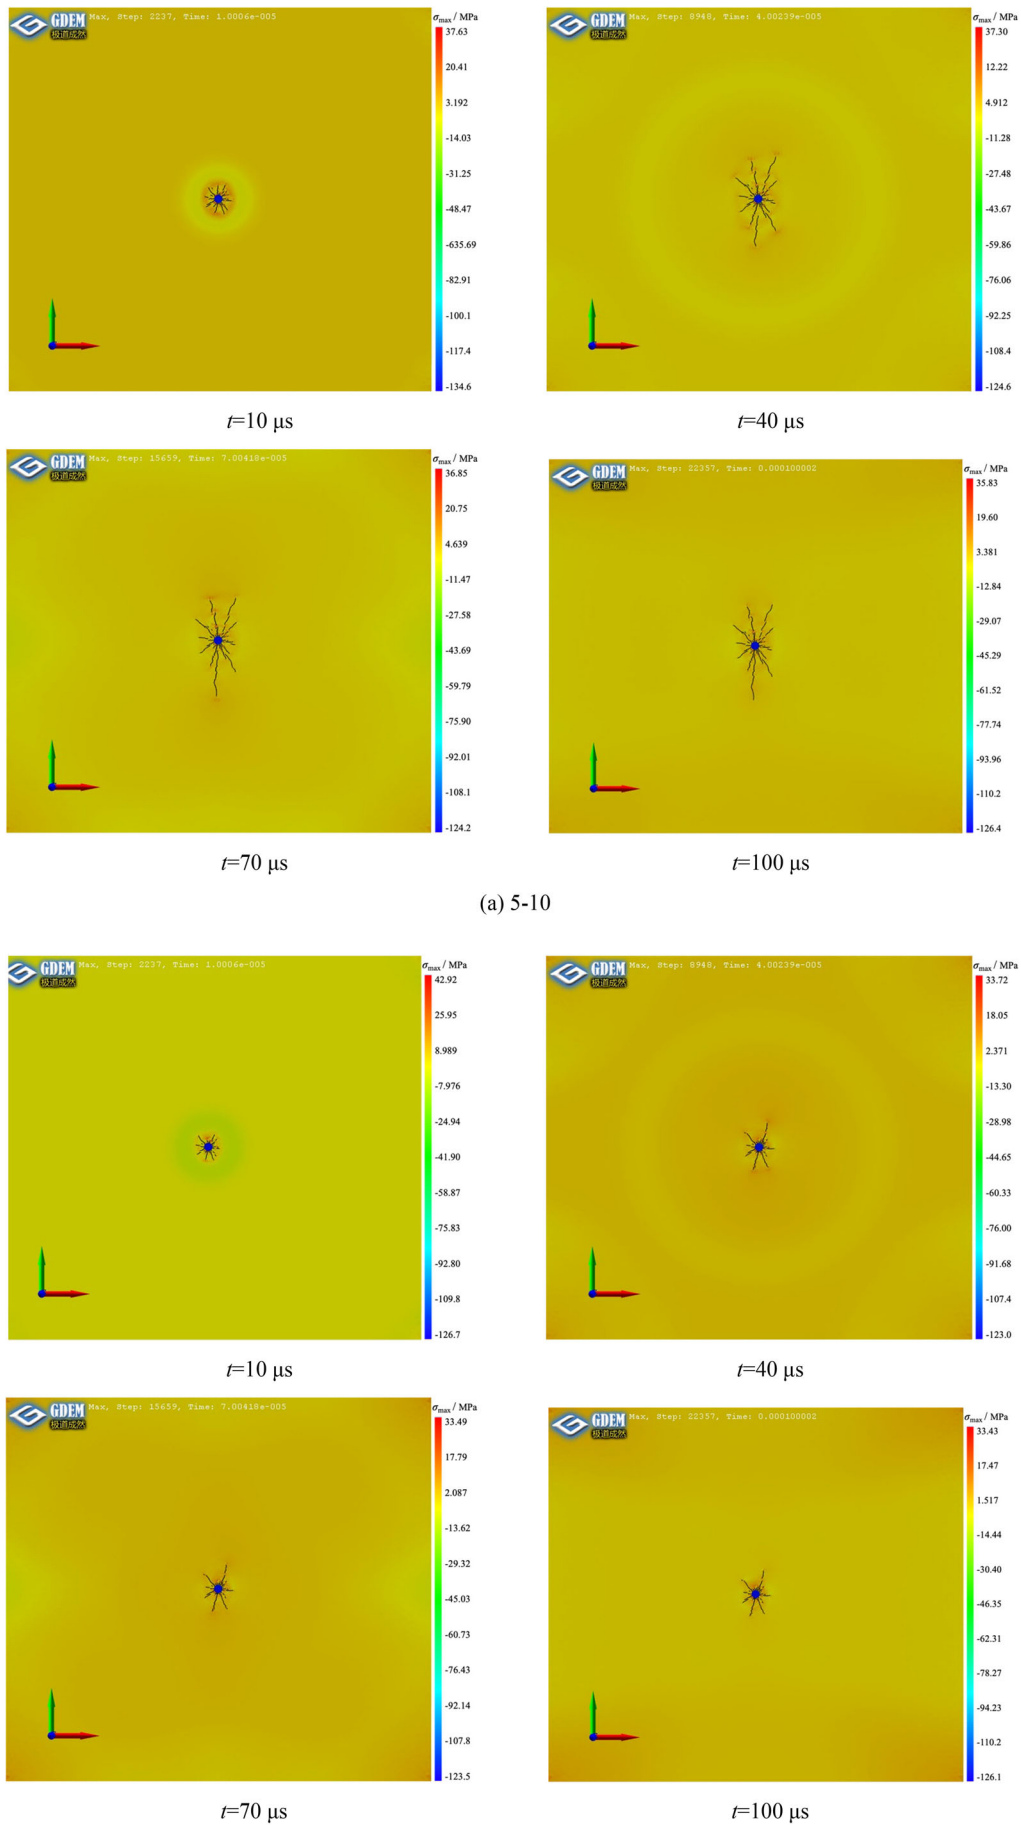 GDEM
极道成然
Max, Step: 2237, Time: 1.0006e-005
σmax / MPa
37.63
20.41
3.192
-14.03
-31.25
-48.47
-635.69
-82.91
-100.1
-117.4
-134.6
t=10 μs
GDEM
极道成然
Max, Step: 8948, Time: 4.00239e-005
σmax / MPa
37.30
12.22
4.912
-11.28
-27.48
-43.67
-59.86
-76.06
-92.25
-108.4
-124.6
t=40 μs
GDEM
极道成然
Max, Step: 15659, Time: 7.00418e-005
σmax / MPa
36.85
20.75
4.639
-11.47
-27.58
-43.69
-59.79
-75.90
-92.01
-108.1
-124.2
t=70 μs
GDEM
极道成然
Max, Step: 22357, Time: 0.000100002
σmax / MPa
35.83
19.60
3.381
-12.84
-29.07
-45.29
-61.52
-77.74
-93.96
-110.2
-126.4
t=100 μs
(a) 5-10
GDEM
极道成然
Max, Step: 2237, Time: 1.0006e-005
σmax / MPa
42.92
25.95
8.989
-7.976
-24.94
-41.90
-58.87
-75.83
-92.80
-109.8
-126.7
t=10 μs
GDEM
极道成然
Max, Step: 8948, Time: 4.00239e-005
σmax / MPa
33.72
18.05
2.371
-13.30
-28.98
-44.65
-60.33
-76.00
-91.68
-107.4
-123.0
t=40 μs
GDEM
极道成然
Max, Step: 15659, Time: 7.00418e-005
σmax / MPa
33.49
17.79
2.087
-13.62
-29.32
-45.03
-60.73
-76.43
-92.14
-107.8
-123.5
t=70 μs
GDEM
极道成然
Max, Step: 22357, Time: 0.000100002
σmax / MPa
33.43
17.47
1.517
-14.44
-30.40
-46.35
-62.31
-78.27
-94.23
-110.2
-126.1
t=100 μs